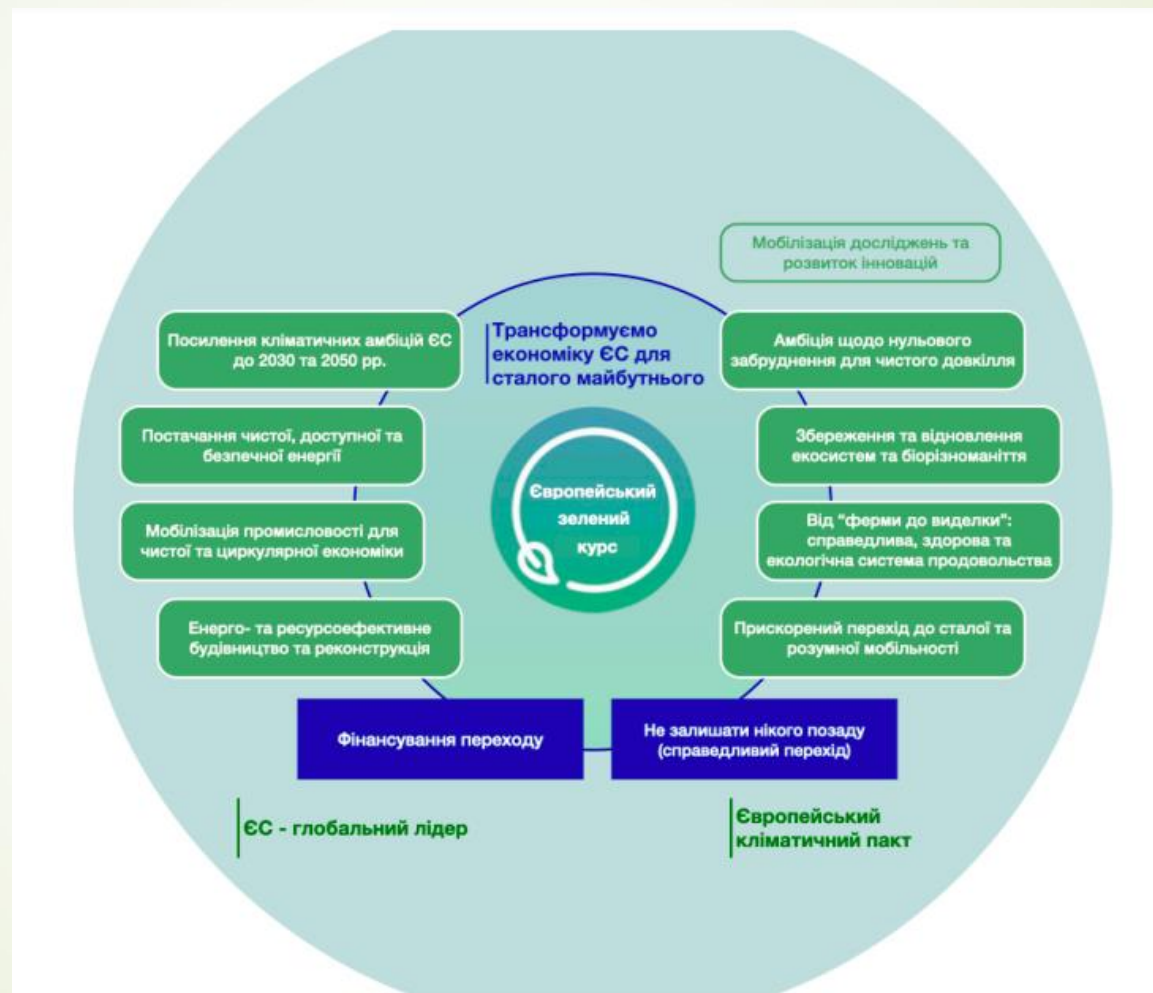 Мобілізація досліджень та
розвиток інновацій
Трансформуємо
економіку ЄС для
сталого майбутнього
Посилення кліматичних амбіцій ЄС
до 2030 та 2050 рр.
Постачання чистої, доступної та
безпечної енергії
Мобілізація промисловості для
чистої та циркулярної економіки
Енерго- та ресурсоефективне
будівництво та реконструкція
Європейський
зелений
курс
Амбіція щодо нульового
забруднення для чистого довкілля
Збереження та відновлення
екосистем та біорізноманіття
Від “ферми до виделки”:
справедлива, здорова та
екологічна система продовольства
Прискорений перехід до сталої та
розумної мобільності
Фінансування переходу
Не залишати нікого позаду
(справедливий перехід)
ЄС - глобальний лідер
Європейський
кліматичний пакт